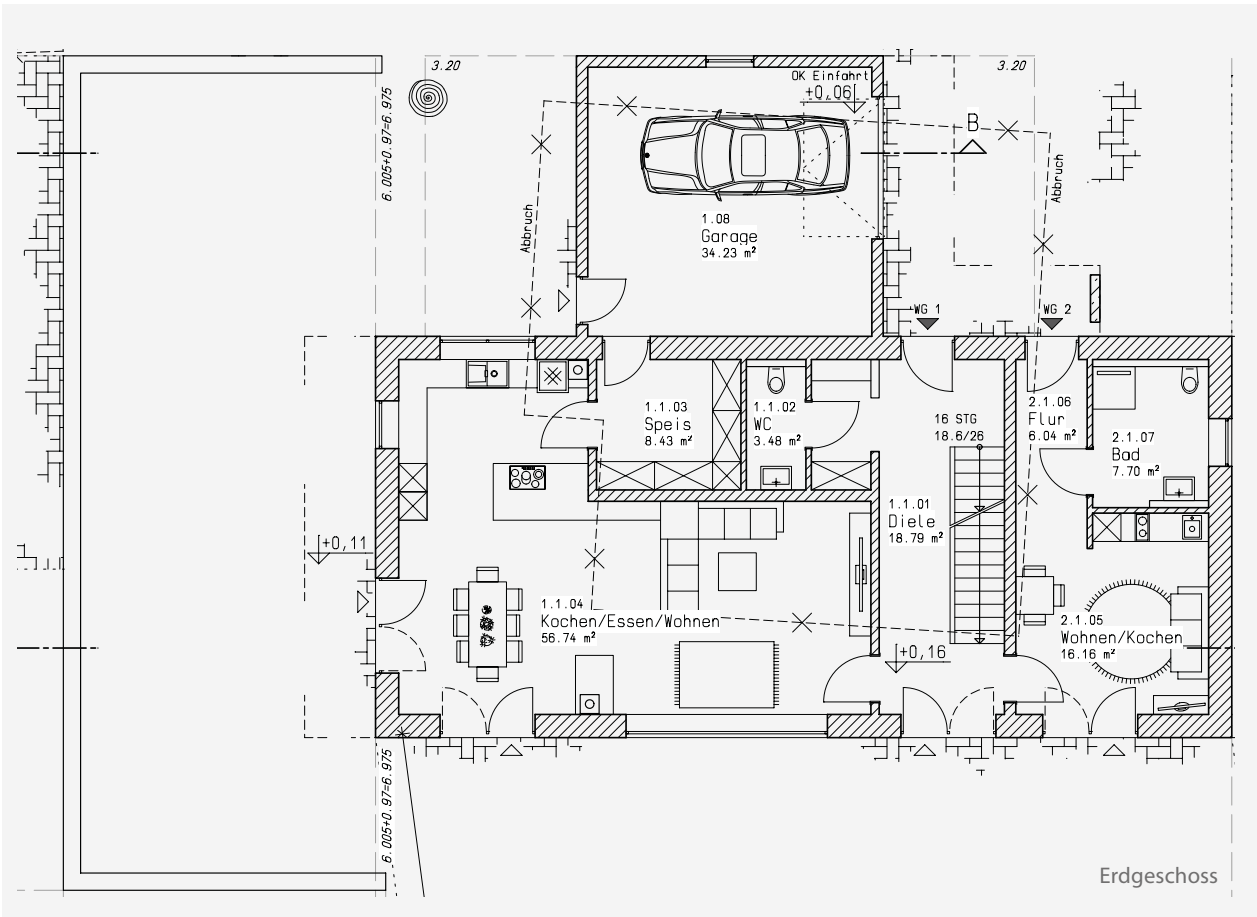 3.20
3.20
OK Einfahrt
+0,06
B
6.005+0.97=6.975
Abbruch
Abbruch
1.08
Garage
34.23 m²
WG 1
WG 2
1.1.03
Speis
8.43 m²
1.1.02
WC
3.48 m²
16 STG
18.6/26
2.1.06
Flur
6.04 m²
2.1.07
Bad
7.70 m²
1.1.01
Diele
18.79 m²
+0,11
1.1.04
Kochen/Essen/Wohnen
56.74 m²
2.1.05
Wohnen/Kochen
16.16 m²
+0,16
6.005+0.97=6.975
Erdgeschoss